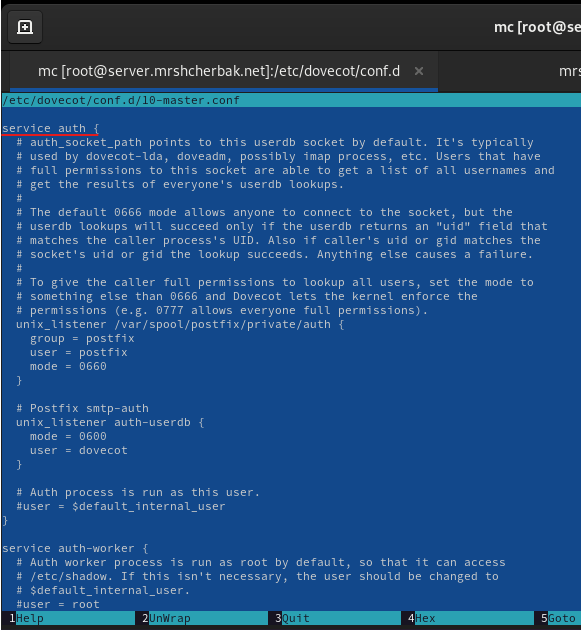 mc [root@se
mc [root@server.mrshcherbak.net]:/etc/dovecot/conf.d × mrs
/etc/dovecot/conf.d/10-master.conf
service auth {
  # auth_socket_path points to this userdb socket by default. It's typically
  # used by dovecot-lda, doveadm, possibly imap process, etc. Users that have
  # full permissions to this socket are able to get a list of all usernames and
  # get the results of everyone's userdb lookups.
  #
  # The default 0666 mode allows anyone to connect to the socket, but the
  # userdb lookups will succeed only if the userdb returns an "uid" field that
  # matches the caller process's UID. Also if caller's uid or gid matches the
  # socket's uid or gid the lookup succeeds. Anything else causes a failure.
  #
  # To give the caller full permissions to lookup all users, set the mode to
  # something else than 0666 and Dovecot lets the kernel enforce the
  # permissions (e.g. 0777 allows everyone full permissions).
  unix_listener /var/spool/postfix/private/auth {
    group = postfix
    user = postfix
    mode = 0660
  }
  # Postfix smtp-auth
  unix_listener auth-userdb {
    mode = 0600
    user = dovecot
  }
  # Auth process is run as this user.
  #user = $default_internal_user
}
service auth-worker {
  # Auth worker process is run as root by default, so that it can access
  # /etc/shadow. If this isn't necessary, the user should be changed to
  # $default_internal_user.
  #user = root
1Help 2UnWrap 3Quit 4Hex 5Goto